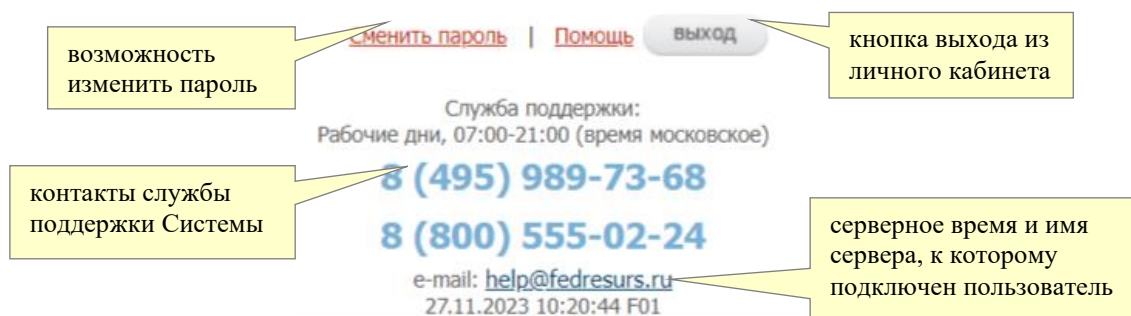 возможность
изменить пароль
Сменить пароль | Помощь выход
кнопка выхода из
личного кабинета
Служба поддержки:
Рабочие дни, 07:00-21:00 (время московское)
8 (495) 989-73-68
контакты службы
поддержки Системы
8 (800) 555-02-24
серверное время и имя
сервера, к которому
подключен пользователь
e-mail: help@fedresurs.ru
27.11.2023 10:20:44 F01